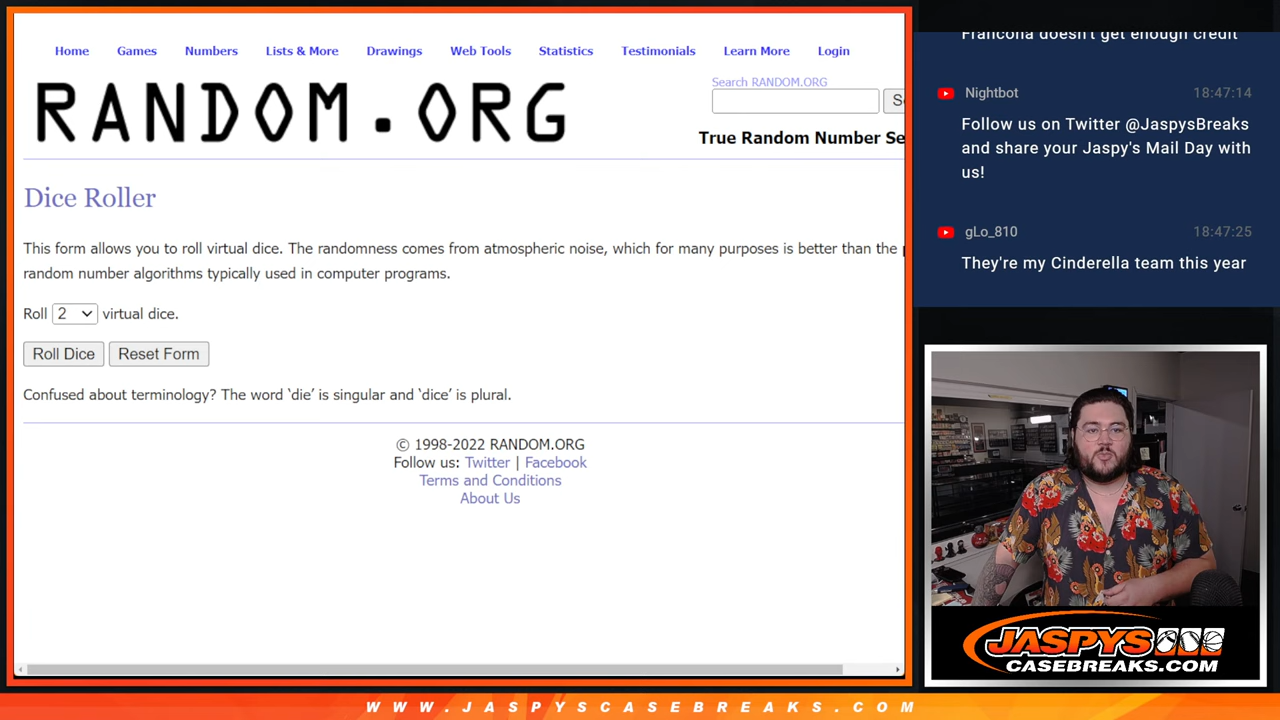 Home Games Numbers Lists & More Drawings Web Tools Statistics Testimonials Learn More Login
RANDOM.ORG
Search RANDOM.ORG
True Random Number Se
Dice Roller
This form allows you to roll virtual dice. The randomness comes from atmospheric noise, which for many purposes is better than the
random number algorithms typically used in computer programs.
Roll 2 virtual dice.
Roll Dice Reset Form
Confused about terminology? The word ‘die’ is singular and ‘dice’ is plural.
© 1998-2022 RANDOM.ORG
Follow us: Twitter | Facebook
Terms and Conditions
About Us
Francona doesn't get enough credit
Nightbot 18:47:14
Follow us on Twitter @JaspysBreaks
and share your Jaspy's Mail Day with
us!
gLo_810 18:47:25
They're my Cinderella team this year
JASPYS
CASEBREAKS.COM
WWW.JASPYSCASEBREAKS.COM